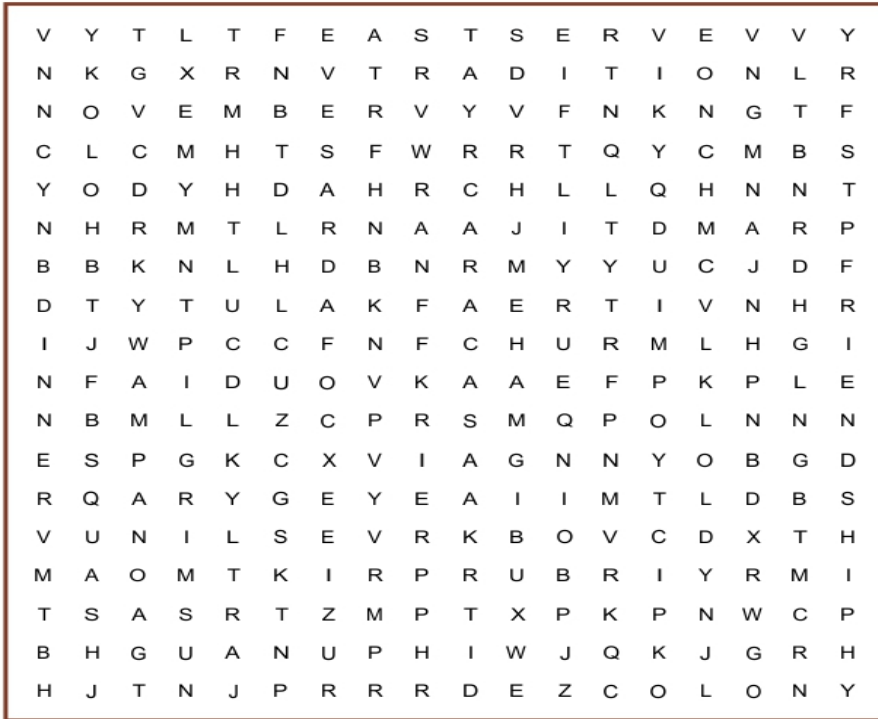 V Y T L T F E A S T S E R V E V V Y
N K G X R N V T R A D I T I O N L R
N O V E M B E R V Y V F N K N G T F
C L C M H T S F W R R T Q Y C M B S
Y O D Y H D A H R C H L L Q H N N T
N H R M T L R N A A J I T D M A R P
B B K N L H D B N R M Y Y U C J D F
D T Y T U L A K F A E R T I V N H R
I J W P C C F N F C H U R M L H G I
N F A I D U O V K A A E F P K P L E
N B M L L Z C P R S M Q P O L N N N
E S P G K C X V I A G N N Y O B G D
R Q A R Y G E Y E A I I M T L D B S
V U N I L S E V R K B O V C D X T H
M A O M T K I R P R U B R I Y R M I
T S A S R T Z M P T X P K P N W C P
B H G U A N U P H I W J Q K J G R H
H J T N J P R R R D E Z C O L O N Y